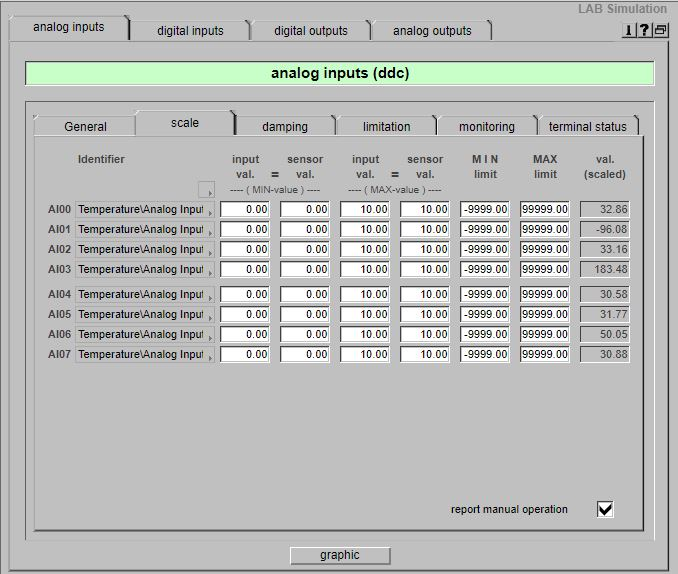 LAB Simulation
analog inputs digital inputs digital outputs analog outputs i ?
analog inputs (ddc)
General scale damping limitation monitoring terminal status
Identifier input sensor input sensor M I N MAX val.
val. = val. val. = val. limit limit (scaled)
---- ( MIN-value ) ---- ---- ( MAX-value ) ----
AI00 Temperature\Analog Input 0.00 0.00 10.00 10.00 -9999.00 99999.00 32.86
AI01 Temperature\Analog Input 0.00 0.00 10.00 10.00 -9999.00 99999.00 -96.08
AI02 Temperature\Analog Input 0.00 0.00 10.00 10.00 -9999.00 99999.00 33.16
AI03 Temperature\Analog Input 0.00 0.00 10.00 10.00 -9999.00 99999.00 183.48
AI04 Temperature\Analog Input 0.00 0.00 10.00 10.00 -9999.00 99999.00 30.58
AI05 Temperature\Analog Input 0.00 0.00 10.00 10.00 -9999.00 99999.00 31.77
AI06 Temperature\Analog Input 0.00 0.00 10.00 10.00 -9999.00 99999.00 50.05
AI07 Temperature\Analog Input 0.00 0.00 10.00 10.00 -9999.00 99999.00 30.88
report manual operation
graphic